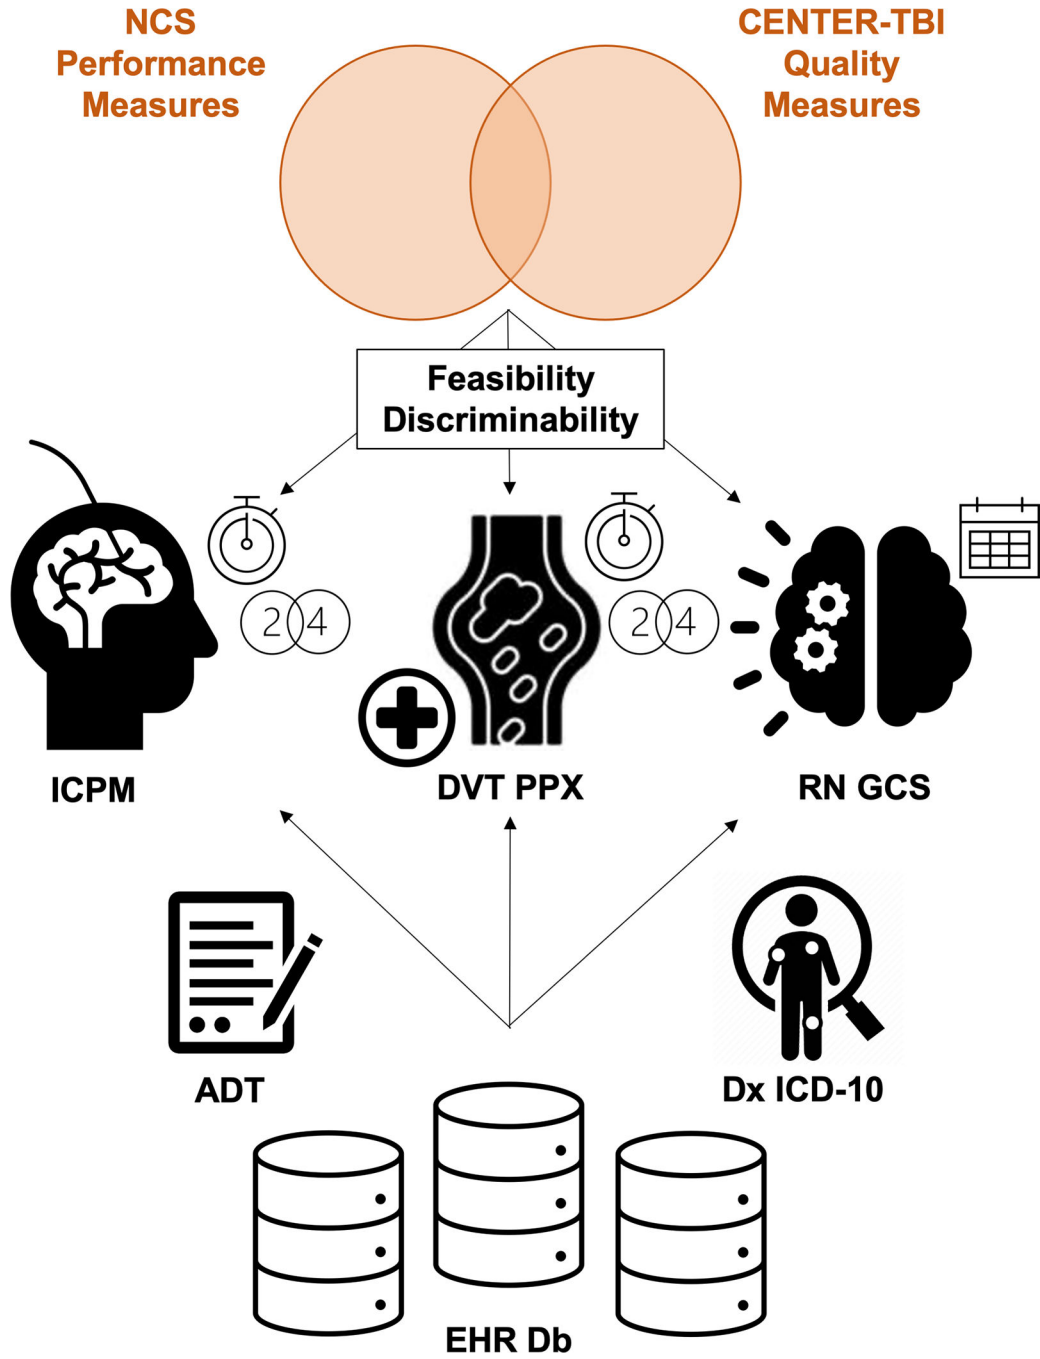 NCS
Performance
Measures
CENTER-TBI
Quality
Measures
Feasibility
Discriminability
2 4
2 4
ICPM
DVT PPX
RN GCS
ADT
Dx ICD-10
EHR Db